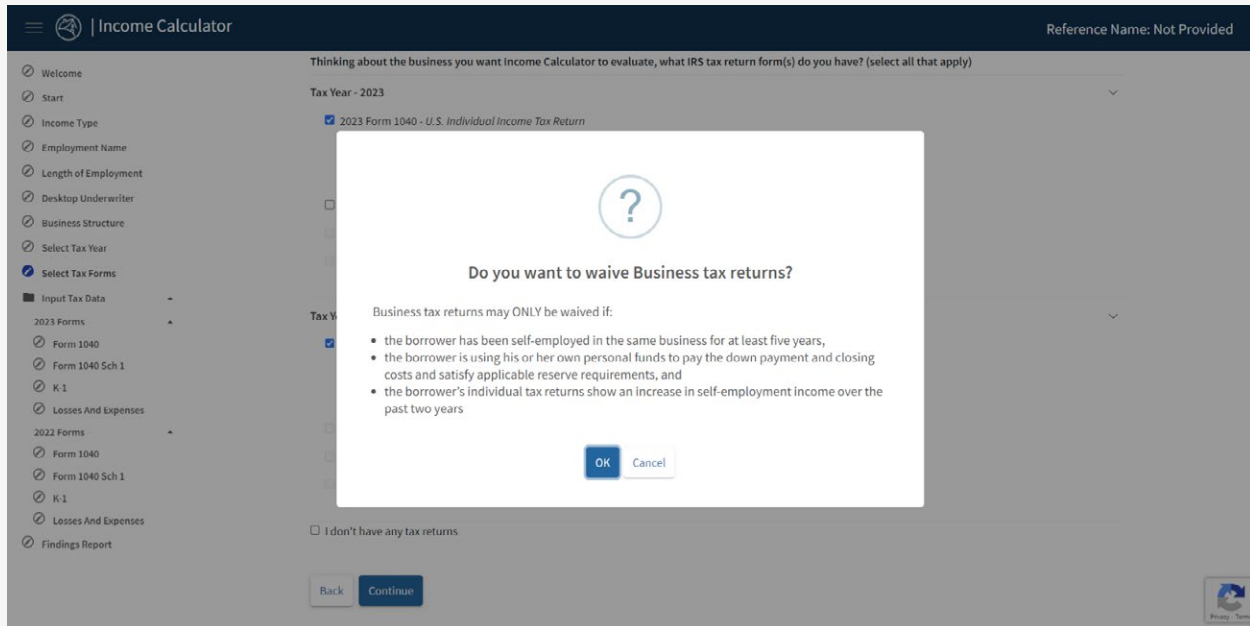 | Income Calculator
Reference Name: Not Provided
Welcome
Start
Income Type
Employment Name
Length of Employment
Desktop Underwriter
Business Structure
Select Tax Year
Select Tax Forms
Input Tax Data
2023 Forms
Form 1040
Form 1040 Sch 1
K-1
Losses And Expenses
2022 Forms
Form 1040
Form 1040 Sch 1
K-1
Losses And Expenses
Findings Report
Thinking about the business you want Income Calculator to evaluate, what IRS tax return form(s) do you have? (select all that apply)
Tax Year - 2023
2023 Form 1040 - U.S. Individual Income Tax Return
?
Do you want to waive Business tax returns?
Business tax returns may ONLY be waived if:
• the borrower has been self-employed in the same business for at least five years,
• the borrower is using his or her own personal funds to pay the down payment and closing
costs and satisfy applicable reserve requirements, and
• the borrower's individual tax returns show an increase in self-employment income over the
past two years
OK Cancel
Tax
I don't have any tax returns
Back Continue
Privacy